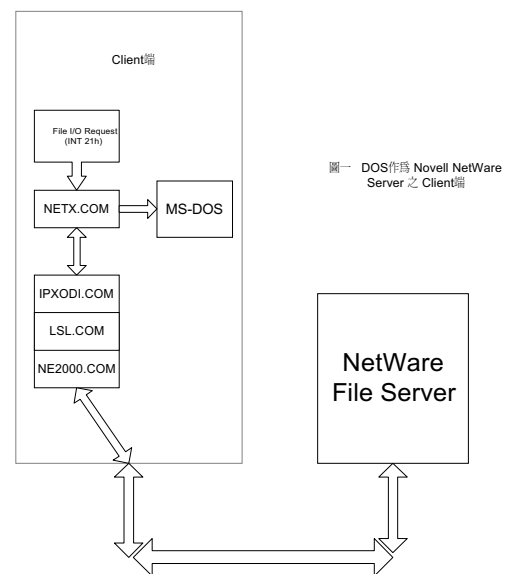 Client端
File I/O Request
(INT 21h)
NETX.COM
MS-DOS
IPXODI.COM
LSL.COM
NE2000.COM
圖一 DOS作爲 Novell NetWare
Server 之 Client端
NetWare
File Server